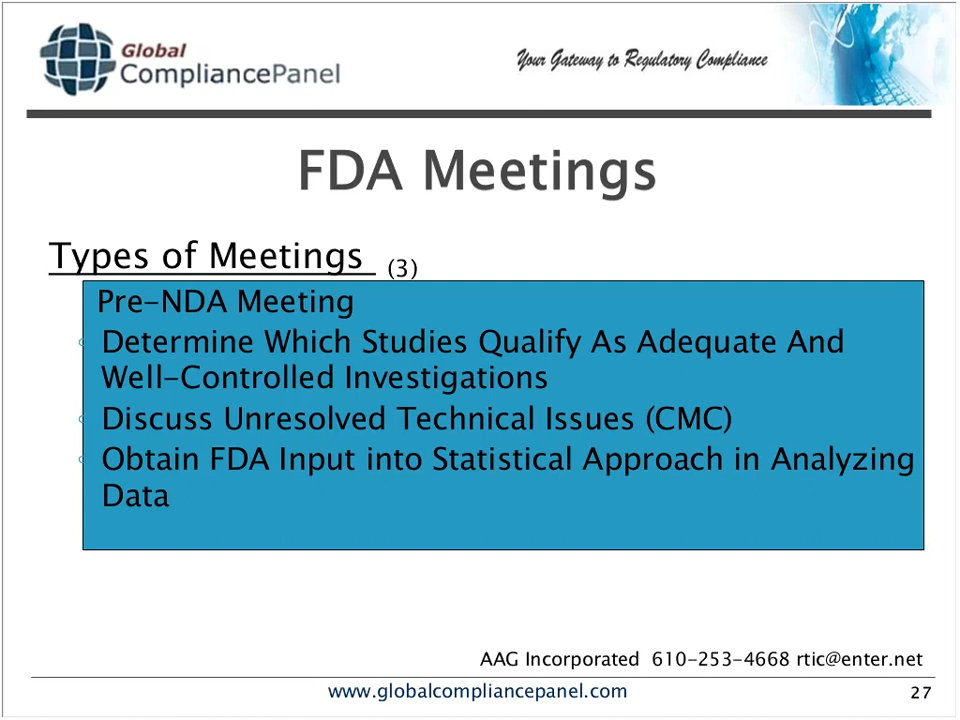 Global
CompliancePanel
Your Gateway to Regulatory Compliance
FDA Meetings
Types of Meetings (3)
Pre-NDA Meeting
Determine Which Studies Qualify As Adequate And
Well-Controlled Investigations
Discuss Unresolved Technical Issues (CMC)
Obtain FDA Input into Statistical Approach in Analyzing
Data
AAG Incorporated 610-253-4668 rtic@enter.net
www.globalcompliancepanel.com
27